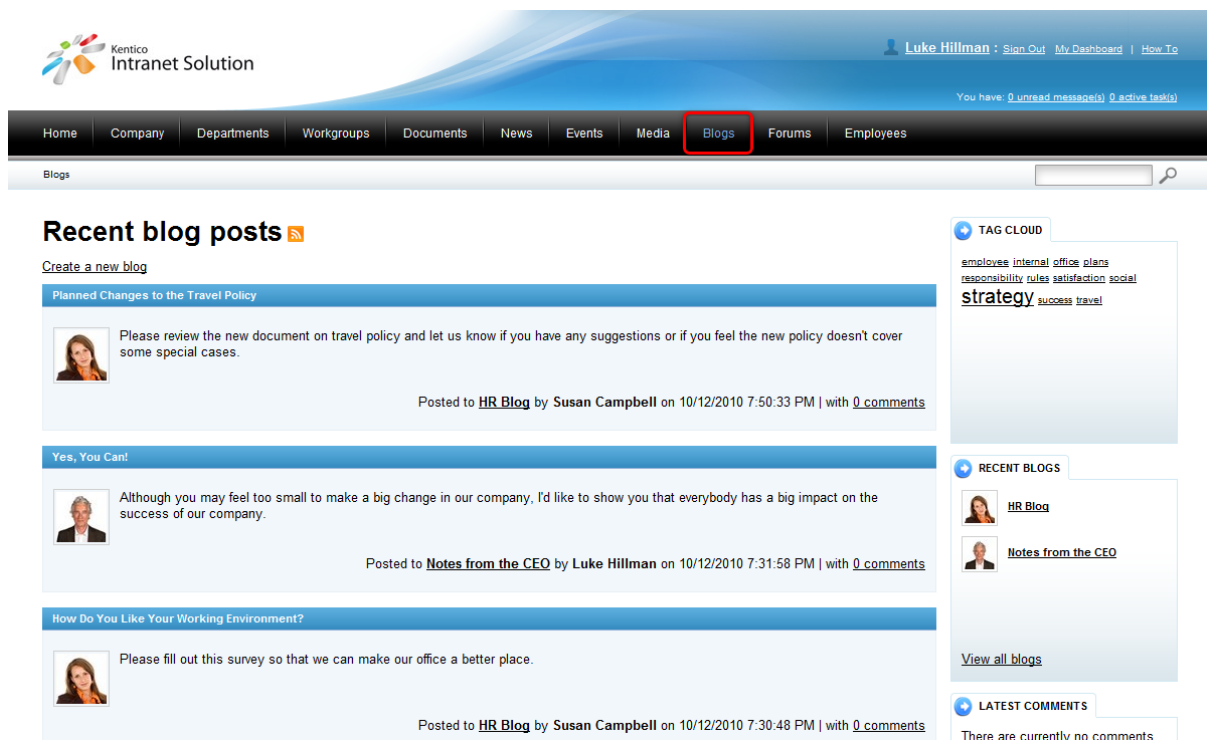 Kentico
Intranet Solution
Luke Hillman : Sign Out My Dashboard | How To
You have: 0 unread message(s) 0 active task(s)
Home Company Departments Workgroups Documents News Events Media Blogs Forums Employees
Blogs
Recent blog posts
Create a new blog
Planned Changes to the Travel Policy
Please review the new document on travel policy and let us know if you have any suggestions or if you feel the new policy doesn't cover
some special cases.
Posted to HR Blog by Susan Campbell on 10/12/2010 7:50:33 PM | with 0 comments
Yes, You Can!
Although you may feel too small to make a big change in our company, I'd like to show you that everybody has a big impact on the
success of our company.
Posted to Notes from the CEO by Luke Hillman on 10/12/2010 7:31:58 PM | with 0 comments
How Do You Like Your Working Environment?
Please fill out this survey so that we can make our office a better place.
Posted to HR Blog by Susan Campbell on 10/12/2010 7:30:48 PM | with 0 comments
TAG CLOUD
employee internal office plans
responsibility rules satisfaction social
strategy success travel
RECENT BLOGS
HR Blog
Notes from the CEO
View all blogs
LATEST COMMENTS
There are currently no comments